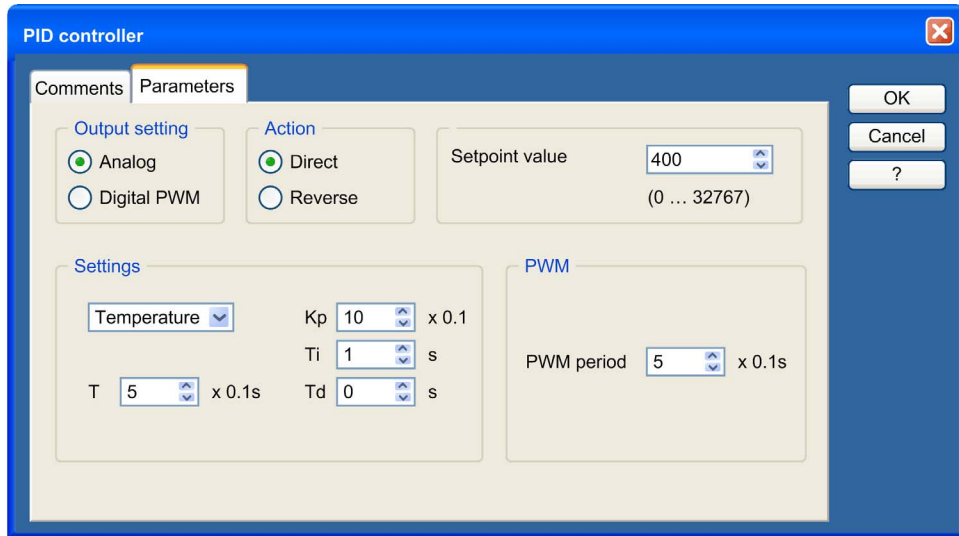 PID controller
Comments
Parameters
OK
Cancel
?
Output setting
Analog
Digital PWM
Action
Direct
Reverse
Setpoint value
400
(0 … 32767)
Settings
Temperature
T 5 x 0.1s
Kp 10 x 0.1
Ti 1 s
Td 0 s
PWM
PWM period 5 x 0.1s